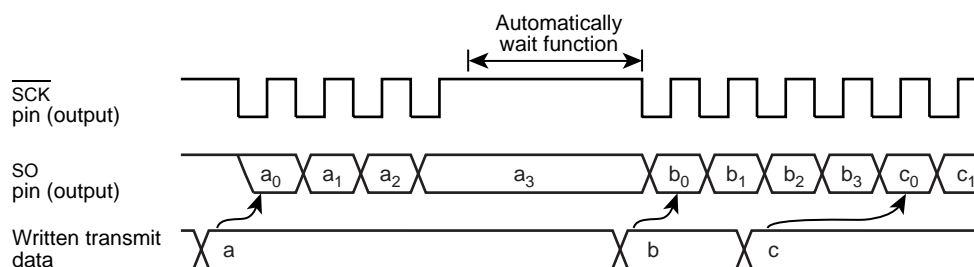 Automatically
wait function
SCK
pin (output)
SO
pin (output)
a0 a1 a2 a3 b0 b1 b2 b3 c0 c1
Written transmit
data
a b c